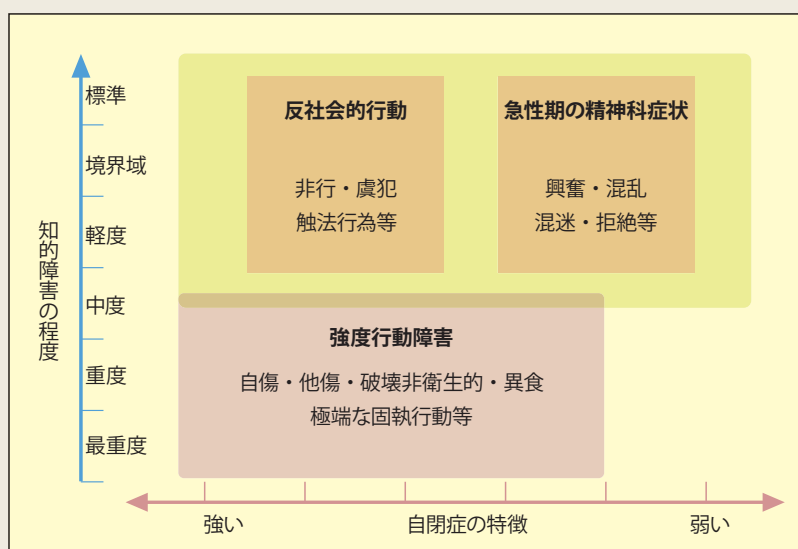 知的障害の程度
標準
境界域
軽度
中度
重度
最重度
反社会的行動
非行・虞犯
触法行為等
急性期の精神科症状
興奮・混乱
混迷・拒絶等
強度行動障害
自傷・他傷・破壊非衛生的・異食
極端な固執行動等
強い
自閉症の特徴
弱い